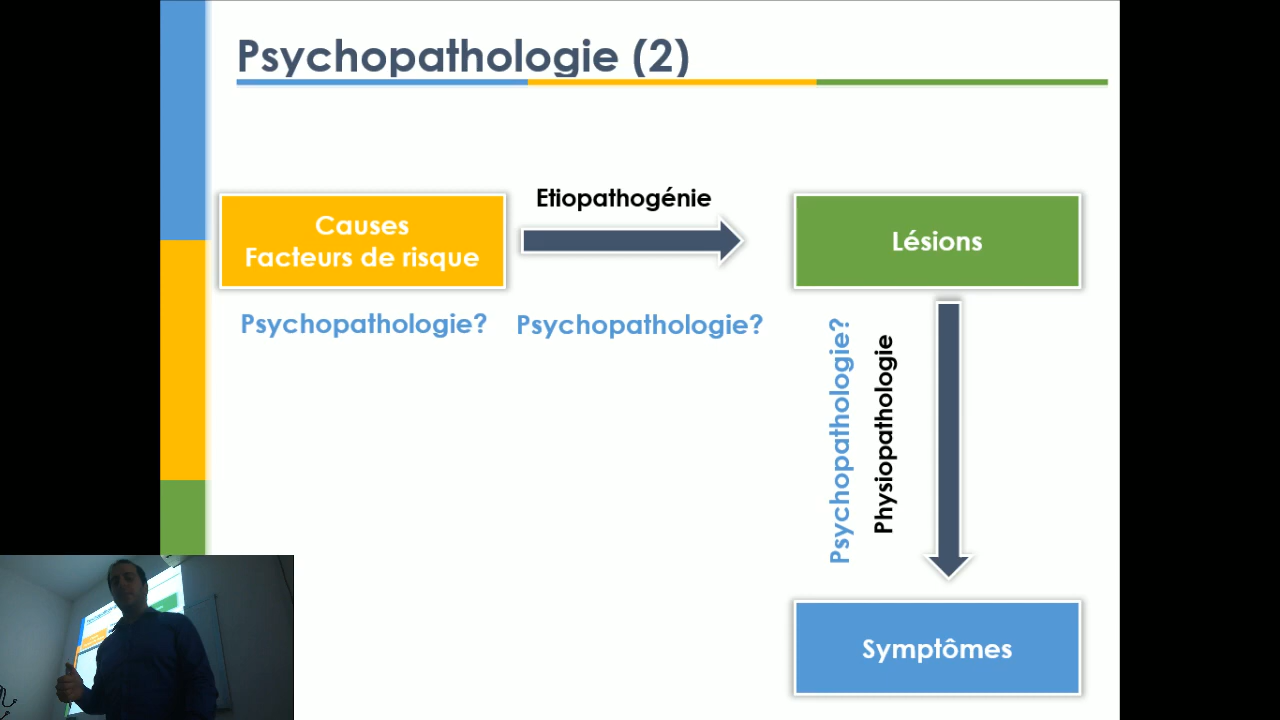 Psychopathologie (2)
Causes
Facteurs de risque
Etiopathogénie
Lésions
Psychopathologie?
Psychopathologie?
Psychopathologie?
Physiopathologie
Symptômes